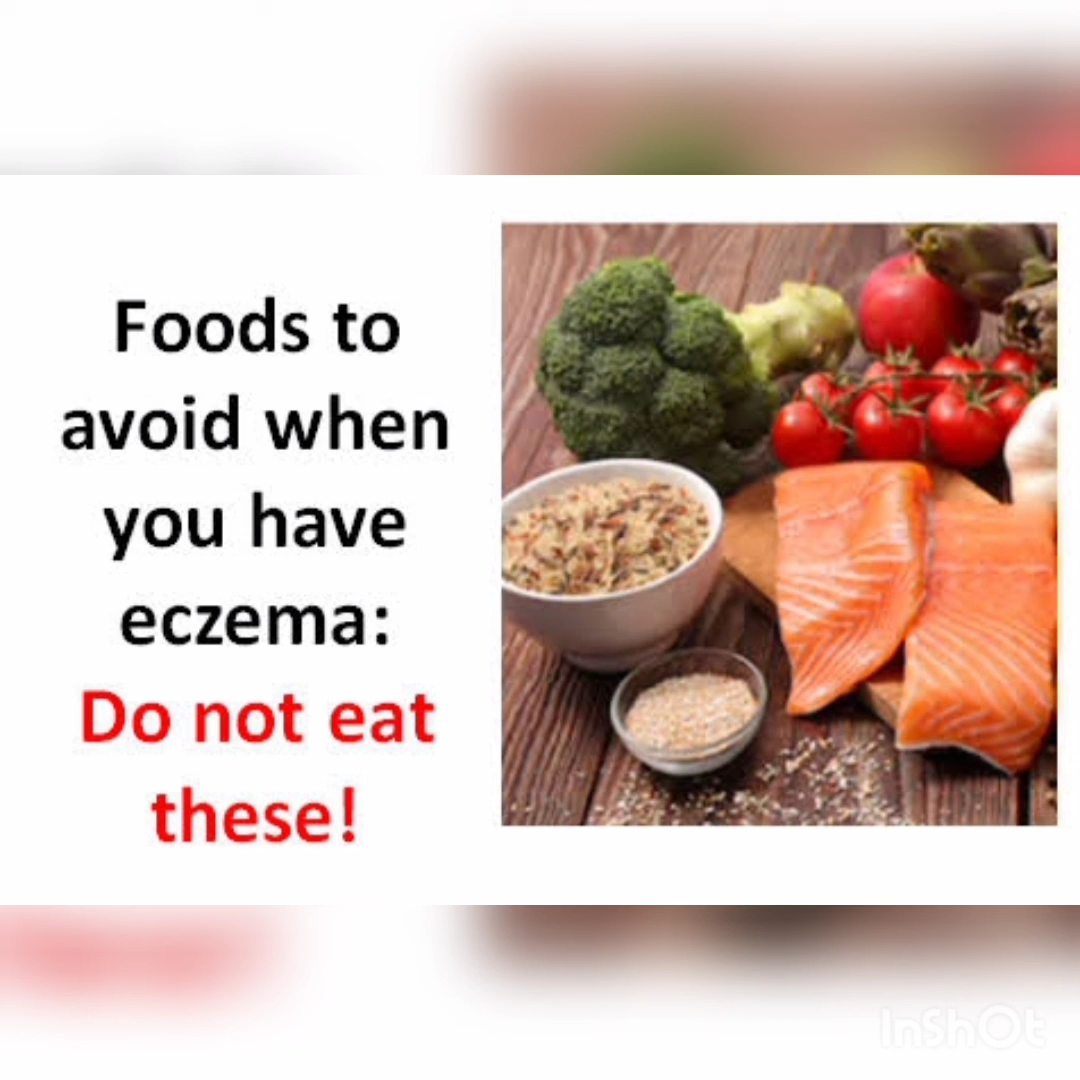 Foods to
avoid when
you have
eczema:
Do not eat
these!
InShOt